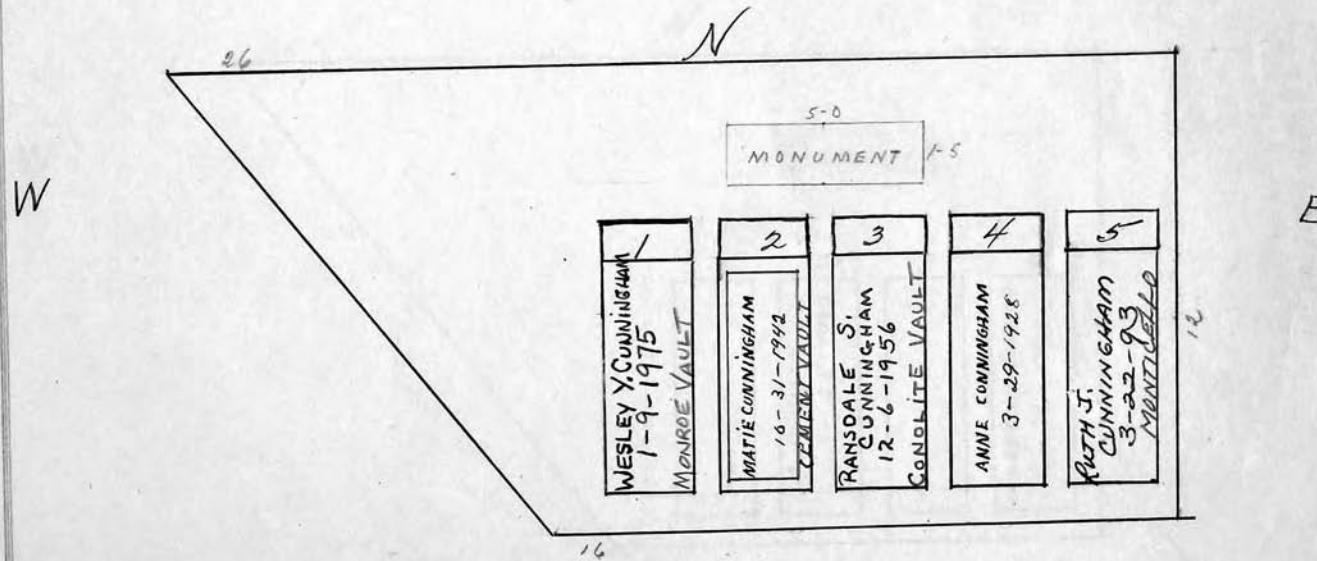 N
26
W
E
5-0
MONUMENT
1-5
1
WESLEY Y. CUNNINGHAM
1-9-1975
MONROE VAULT
2
MATIE CUNNINGHAM
10-31-1942
CEMENT VAULT
3
RANSDALE S.
CUNNINGHAM
12-6-1956
CONOLITE VAULT
4
ANNE CUNNINGHAM
3-29-1928
5
RUTH J.
CUNNINGHAM
3-22-93
MONTICELLO
12
16